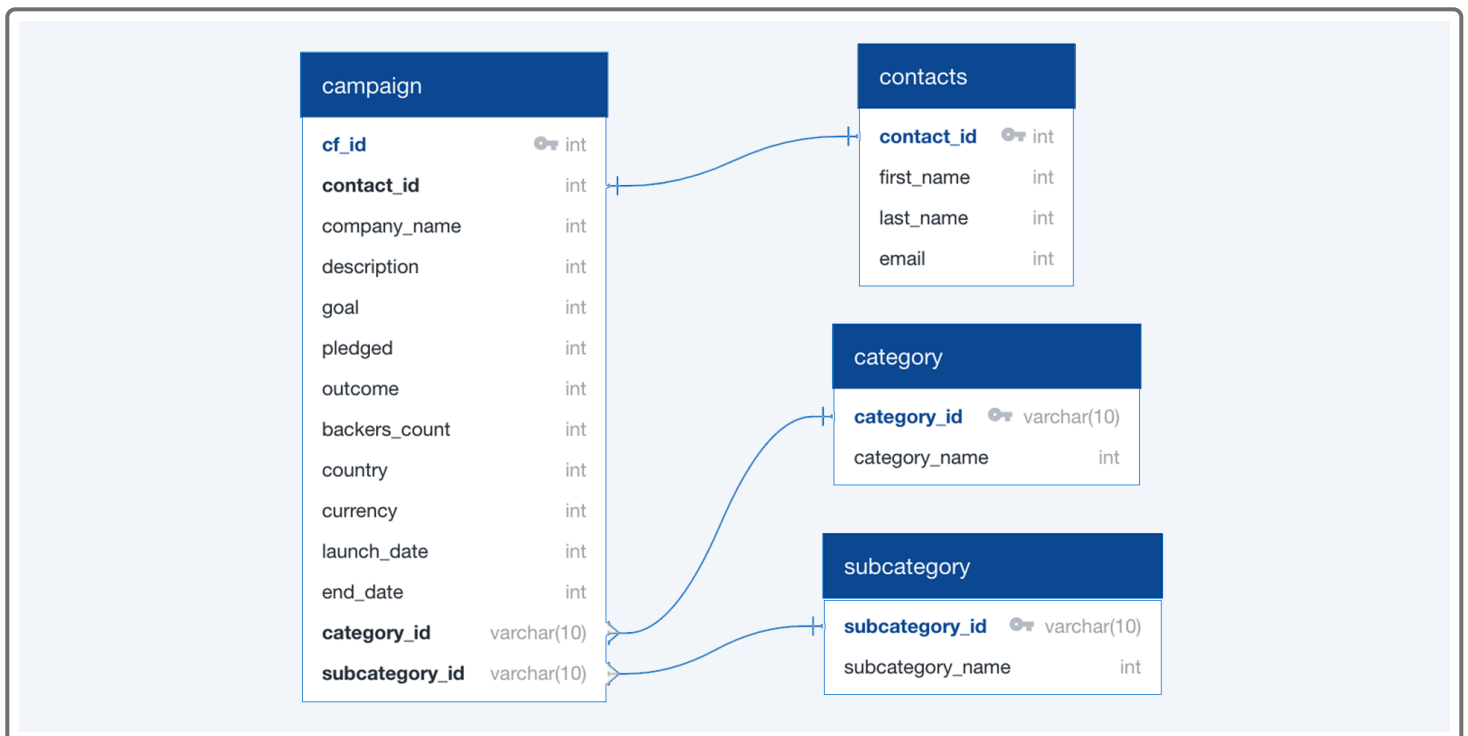 campaign
cf_id int
contact_id int
company_name int
description int
goal int
pledged int
outcome int
backers_count int
country int
currency int
launch_date int
end_date int
category_id varchar(10)
subcategory_id varchar(10)
contacts
contact_id int
first_name int
last_name int
email int
category
category_id varchar(10)
category_name int
subcategory
subcategory_id varchar(10)
subcategory_name int